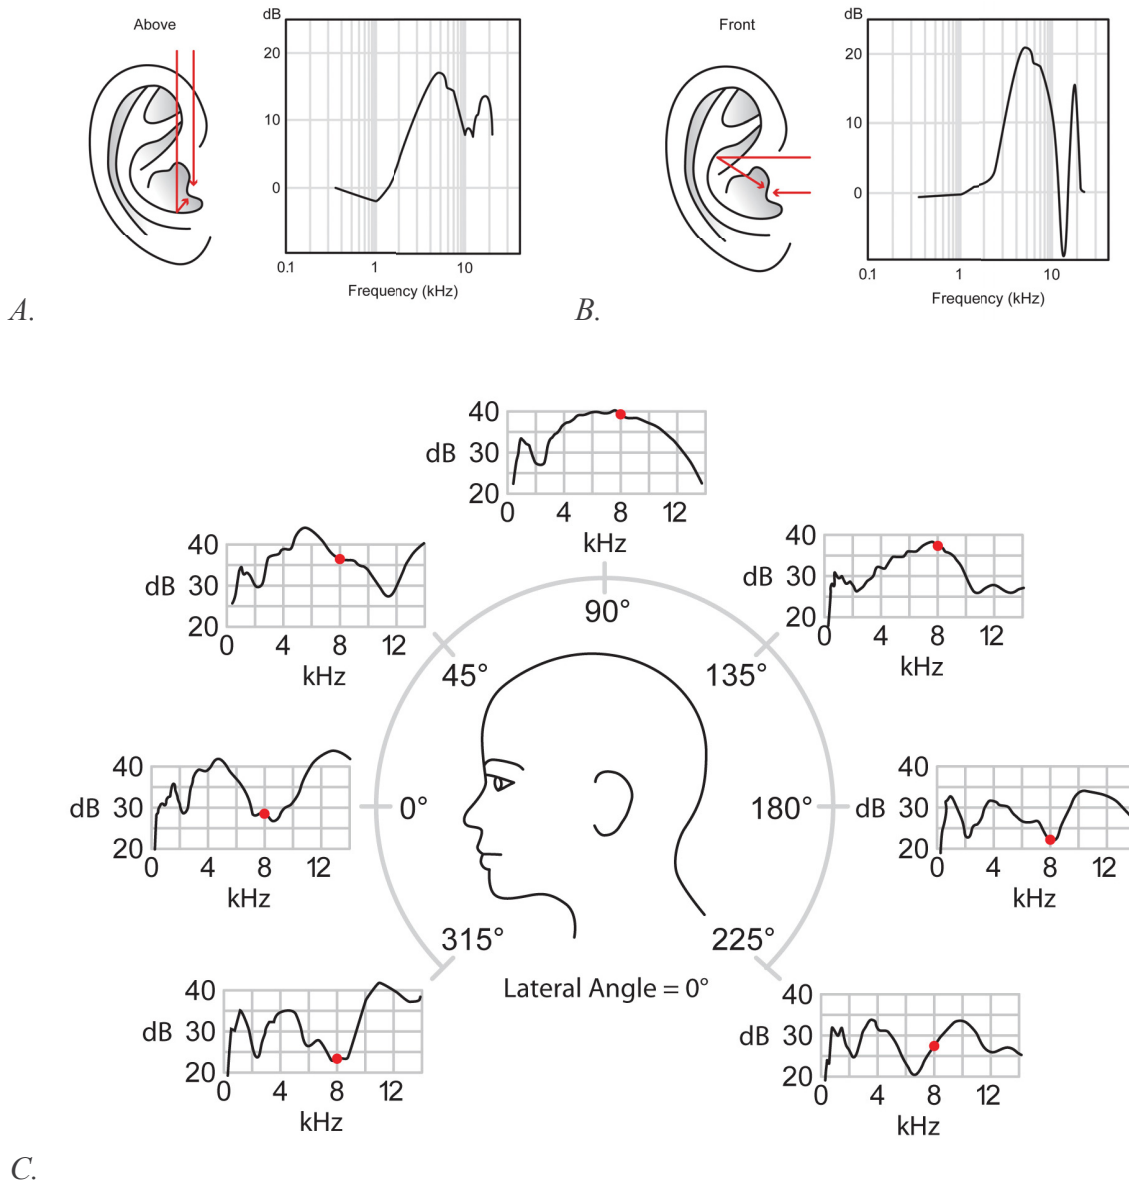 Above
dB
20
10
0
0.1 1 10
Frequency (kHz)
A.
Front
dB
20
10
0
0.1 1 10
Frequency (kHz)
B.
40
dB 30
20
0 4 8 12
kHz
40
dB 30
20
0 4 8 12
kHz
40
dB 30
20
0 4 8 12
kHz
90°
45°
135°
40
dB 30
20
0 4 8 12
kHz
0°
180°
40
dB 30
20
0 4 8 12
kHz
315°
225°
Lateral Angle = 0°
40
dB 30
20
0 4 8 12
kHz
40
dB 30
20
0 4 8 12
kHz
C.